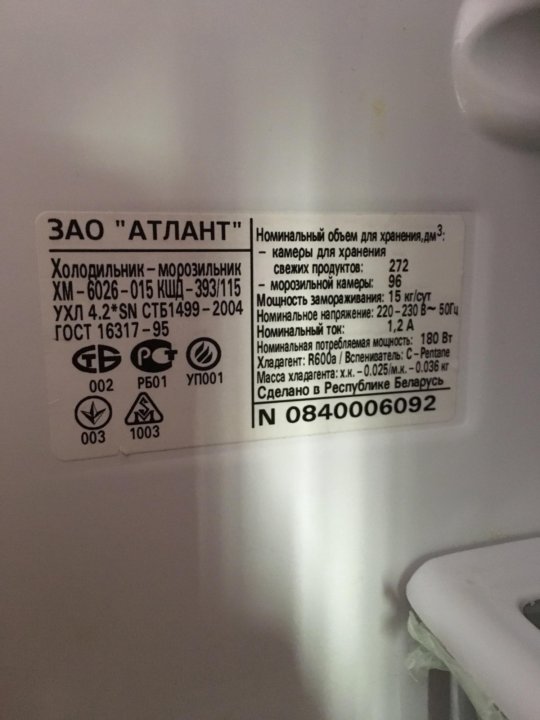 ЗАО "АТЛАНТ"
Холодильник – морозильник
ХМ – 6026 – 015 КШД – 393/115
УХЛ 4.2*SN СТБ1499 – 2004
ГОСТ 16317 – 95
002 РБ01 УП001
003 1003
Номинальный объем для хранения,дм³:
– камеры для хранения
свежих продуктов: 272
– морозильной камеры: 96
Мощность замораживания: 15 кг/сут
Номинальное напряжение: 220 – 230 В ~ 50Гц
Номинальный ток: 1,2 А
Номинальная потребляемая мощность: 180 Вт
Хладагент: R600a / Вспениватель: C – Pentane
Масса хладагента: х.к. – 0.025/м.к. – 0.036 кг
Сделано в Республике Беларусь
N 0840006092